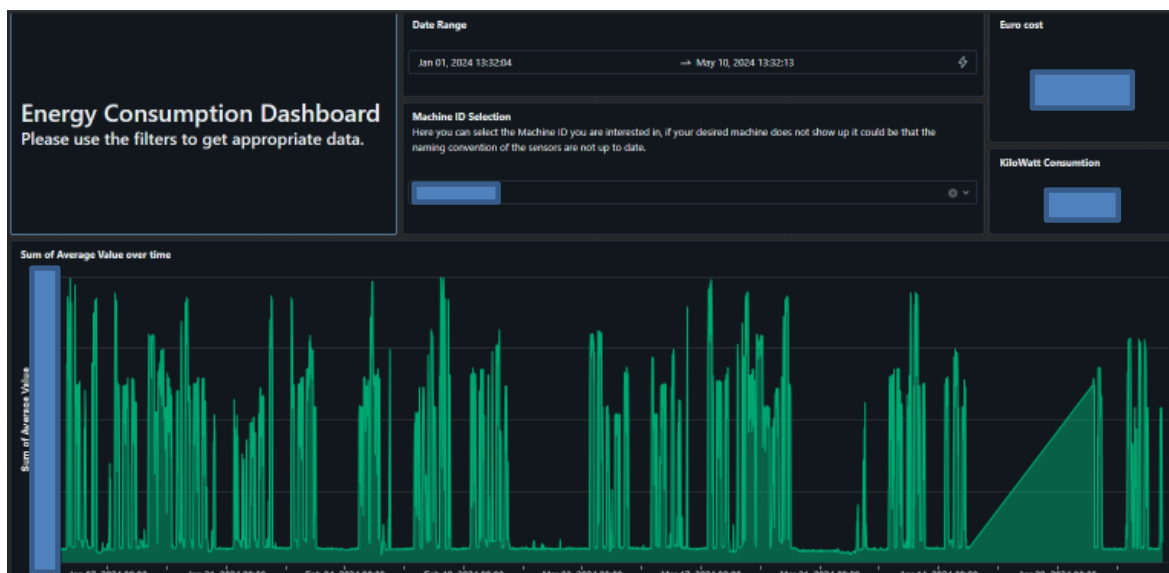 Energy Consumption Dashboard
Please use the filters to get appropriate data.
Date Range
Jan 01, 2024 13:32:04 → May 10, 2024 13:32:13
Machine ID Selection
Here you can select the Machine ID you are interested in, if your desired machine does not show up it could be that the
naming convention of the sensors are not up to date.
Euro cost
KiloWatt Consumtion
Sum of Average Value over time
Sum of Average Value